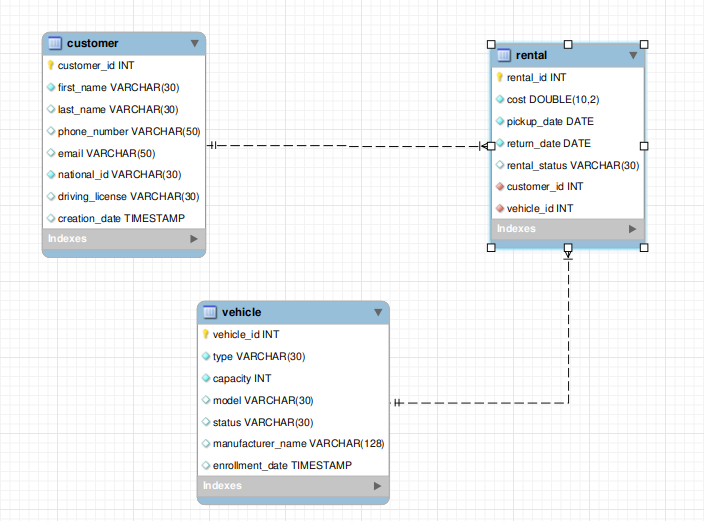 customer
customer_id INT
first_name VARCHAR(30)
last_name VARCHAR(30)
phone_number VARCHAR(50)
email VARCHAR(50)
national_id VARCHAR(30)
driving_license VARCHAR(30)
creation_date TIMESTAMP
Indexes
rental
rental_id INT
cost DOUBLE(10,2)
pickup_date DATE
return_date DATE
rental_status VARCHAR(30)
customer_id INT
vehicle_id INT
Indexes
vehicle
vehicle_id INT
type VARCHAR(30)
capacity INT
model VARCHAR(30)
status VARCHAR(30)
manufacturer_name VARCHAR(128)
enrollment_date TIMESTAMP
Indexes